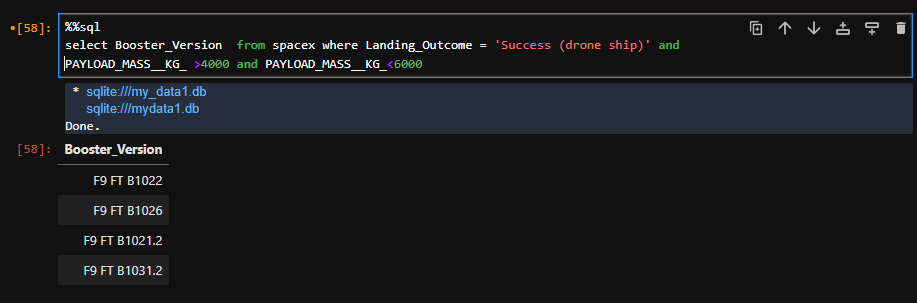 [58]:
%%sql
select Booster_Version  from spacex where Landing_Outcome = 'Success (drone ship)' and
PAYLOAD_MASS__KG_ >4000 and PAYLOAD_MASS__KG_<6000
* sqlite:///my_data1.db
sqlite:///mydata1.db
Done.
[58]:
Booster_Version
F9 FT B1022
F9 FT B1026
F9 FT B1021.2
F9 FT B1031.2